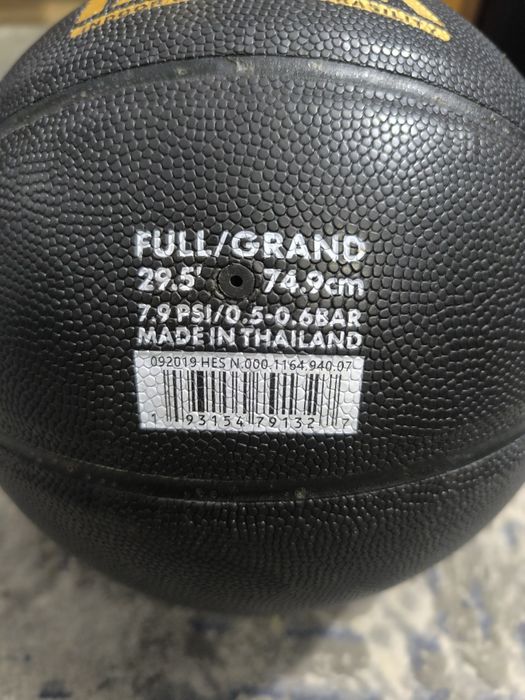 FULL/GRAND
29.5' 74.9cm
7.9 PSI/0.5-0.6BAR
MADE IN THAILAND
092019 HES N.000.1164.940.07
1 93154 79132 7